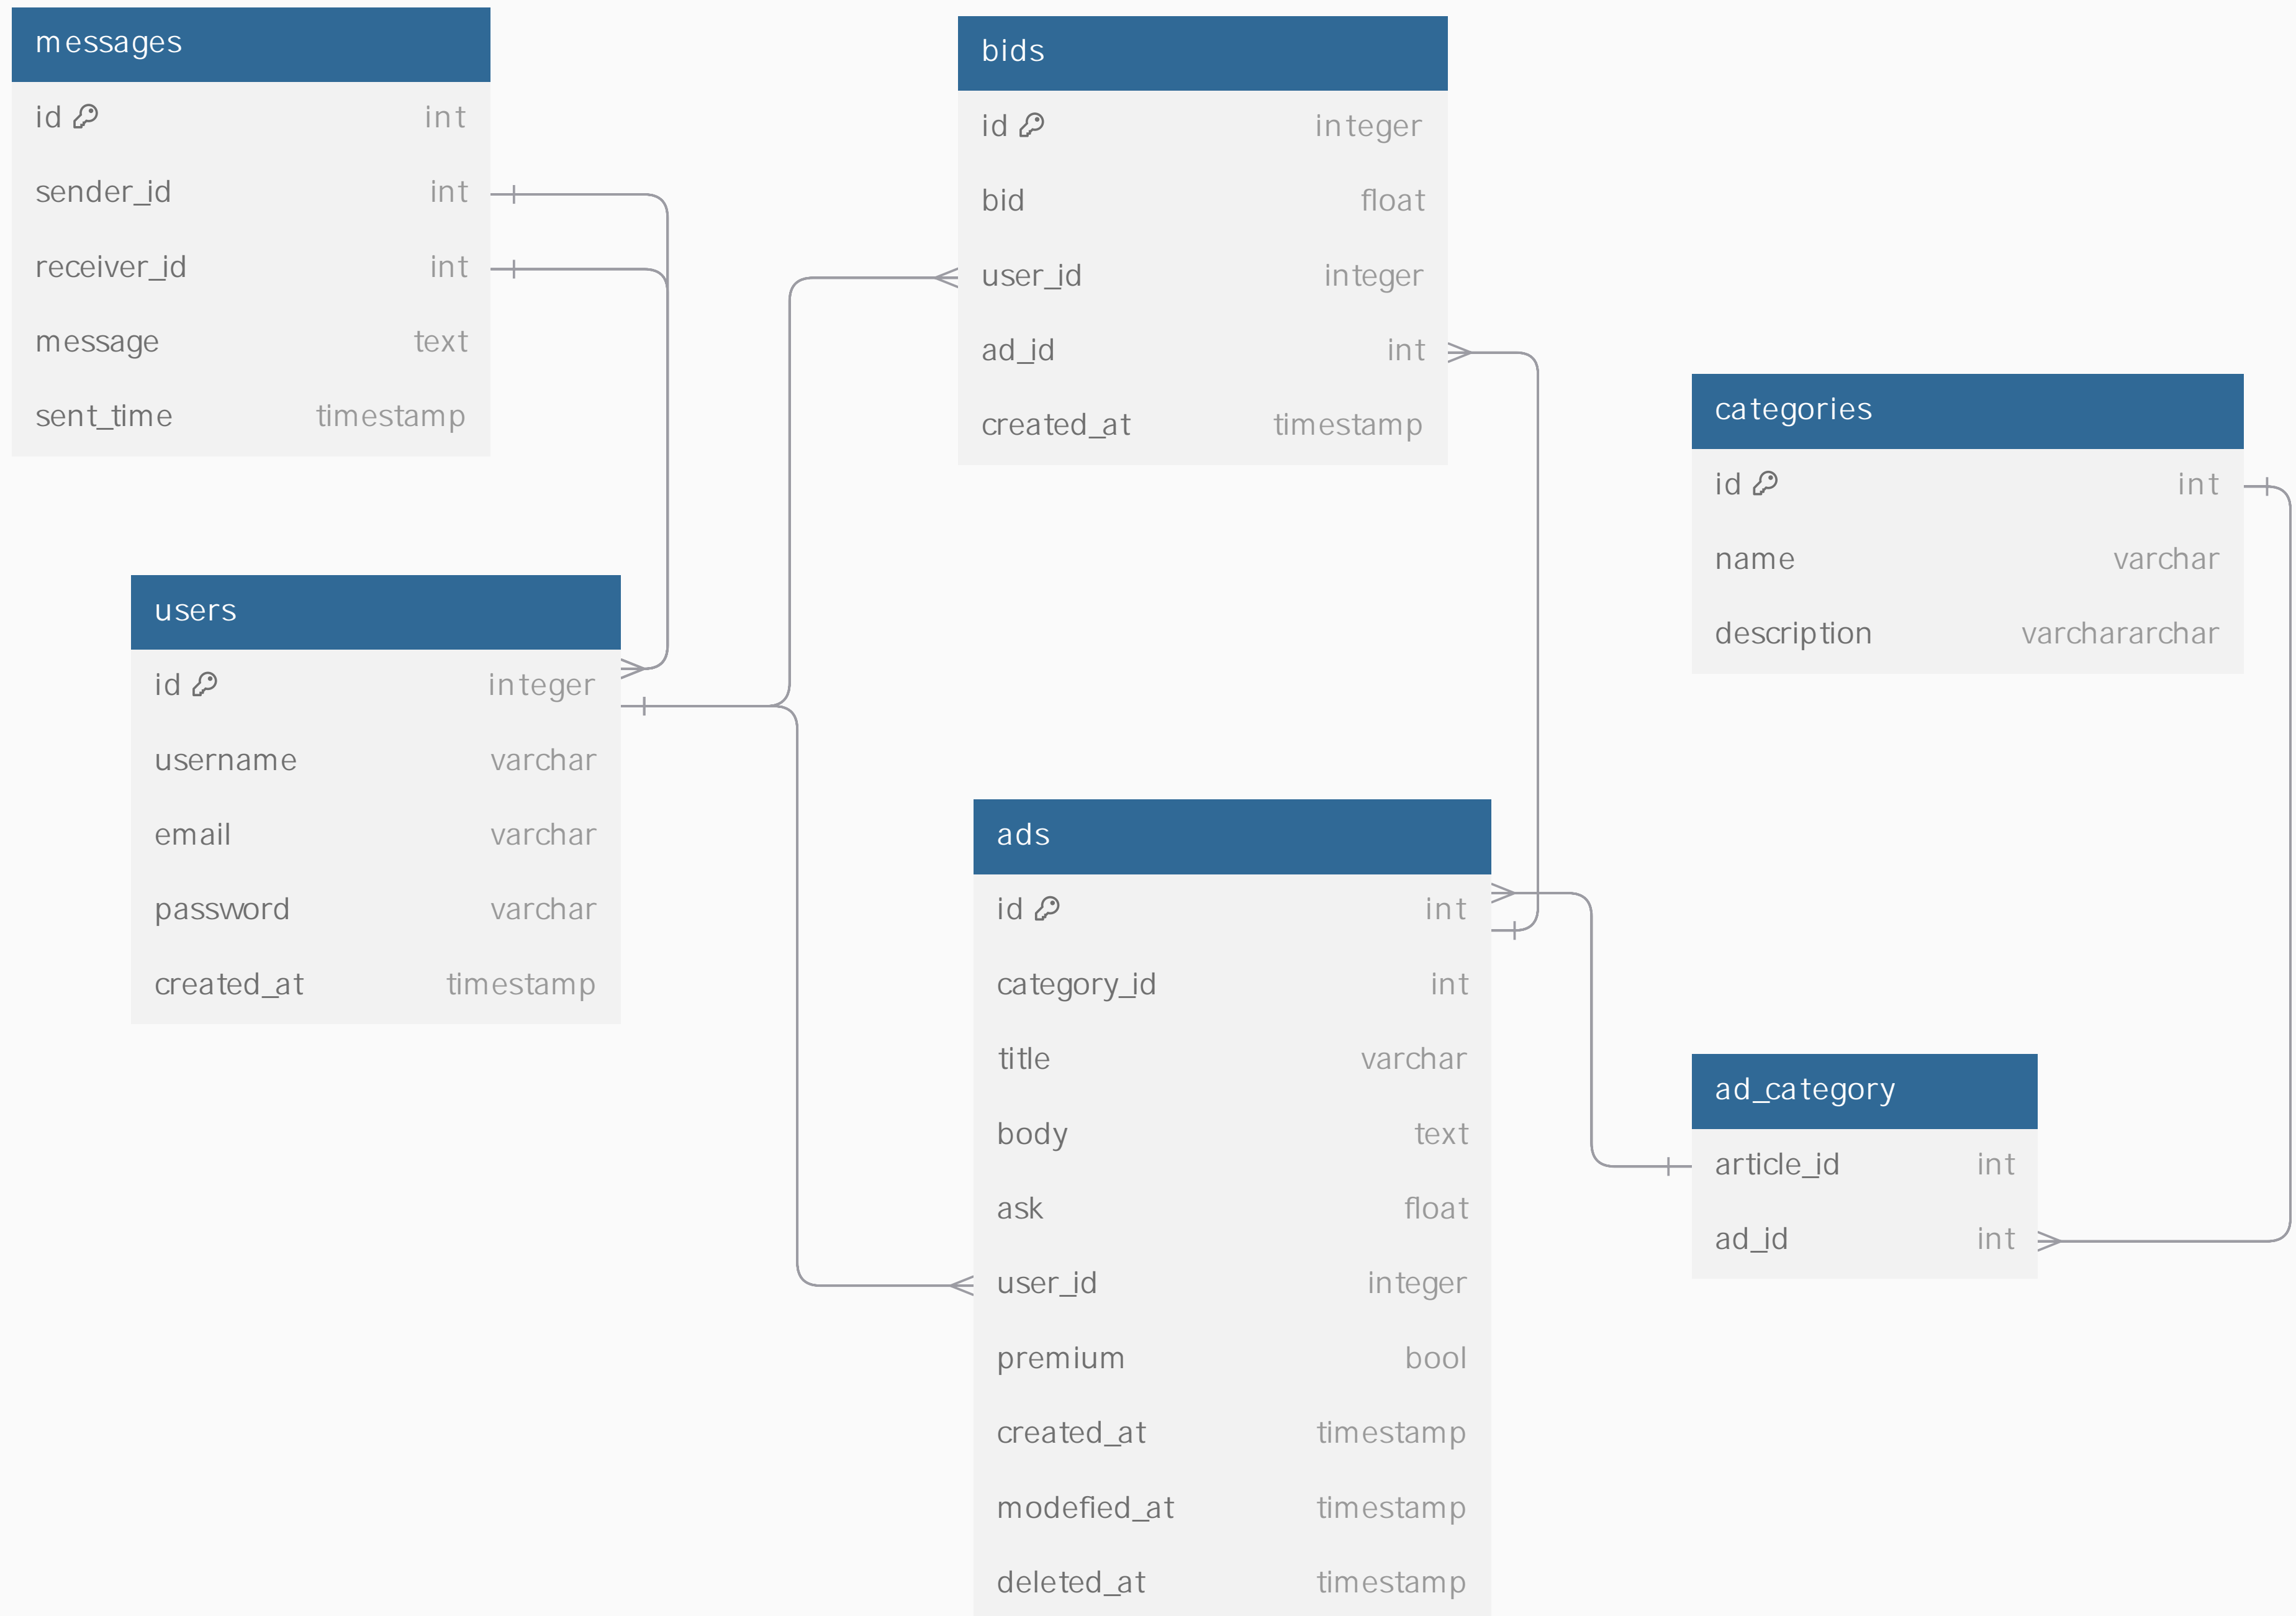 messages
id int
sender_id int
receiver_id int
message text
sent_time timestamp
bids
id integer
bid float
user_id integer
ad_id int
created_at timestamp
categories
id int
name varchar
description varchararchar
users
id integer
username varchar
email varchar
password varchar
created_at timestamp
ads
id int
category_id int
title varchar
body text
ask float
user_id integer
premium bool
created_at timestamp
modefied_at timestamp
deleted_at timestamp
ad_category
article_id int
ad_id int